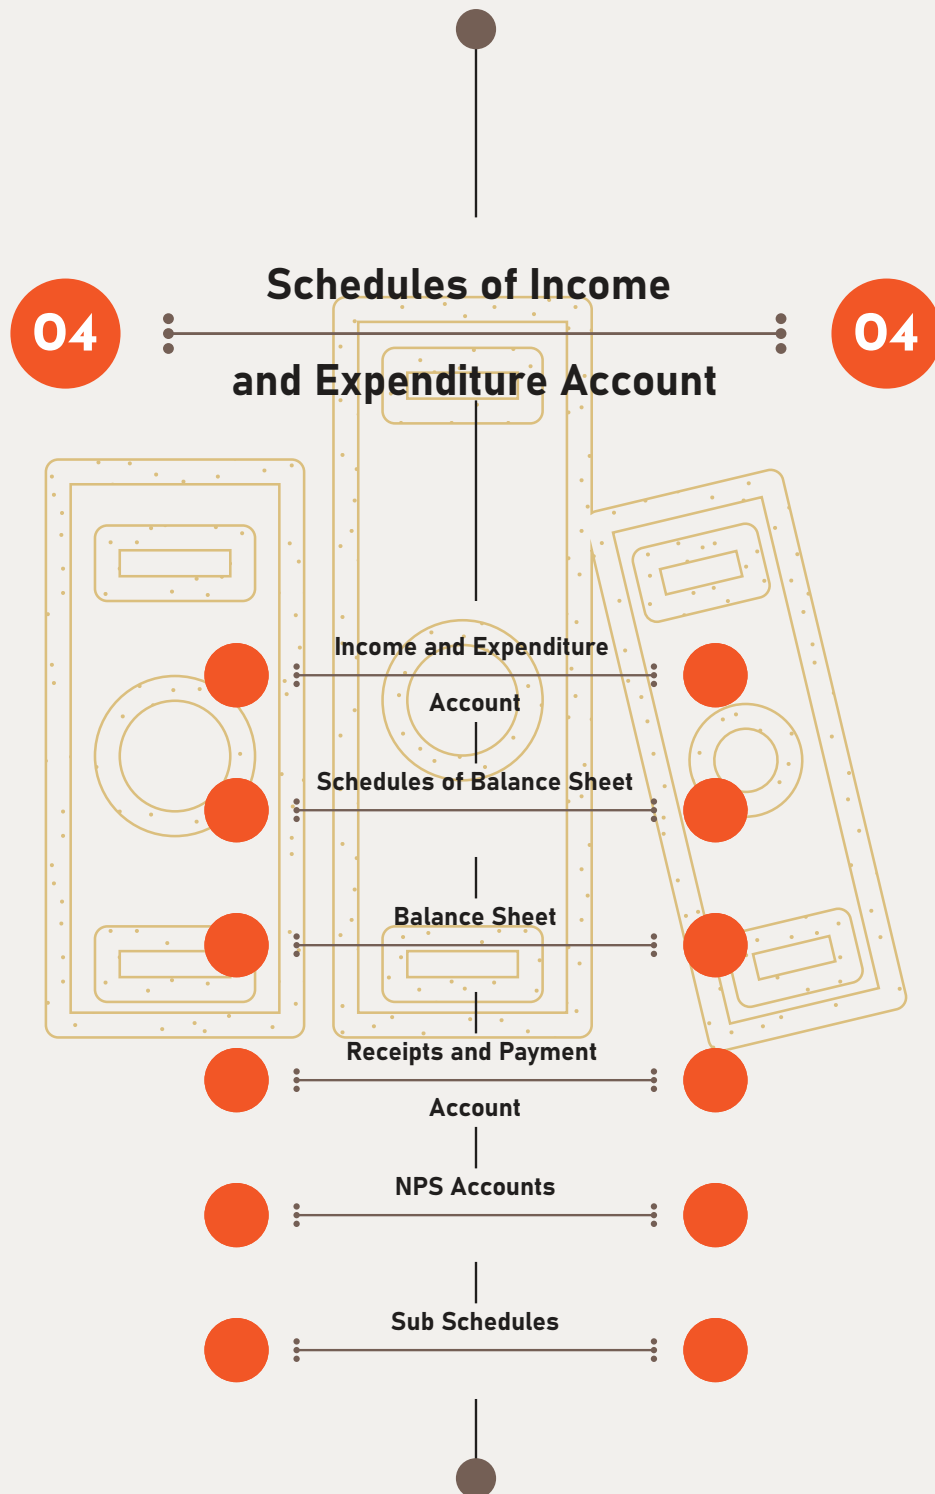 Schedules of Income
04
04
and Expenditure Account
Income and Expenditure
Account
Schedules of Balance Sheet
Balance Sheet
Receipts and Payment
Account
NPS Accounts
Sub Schedules